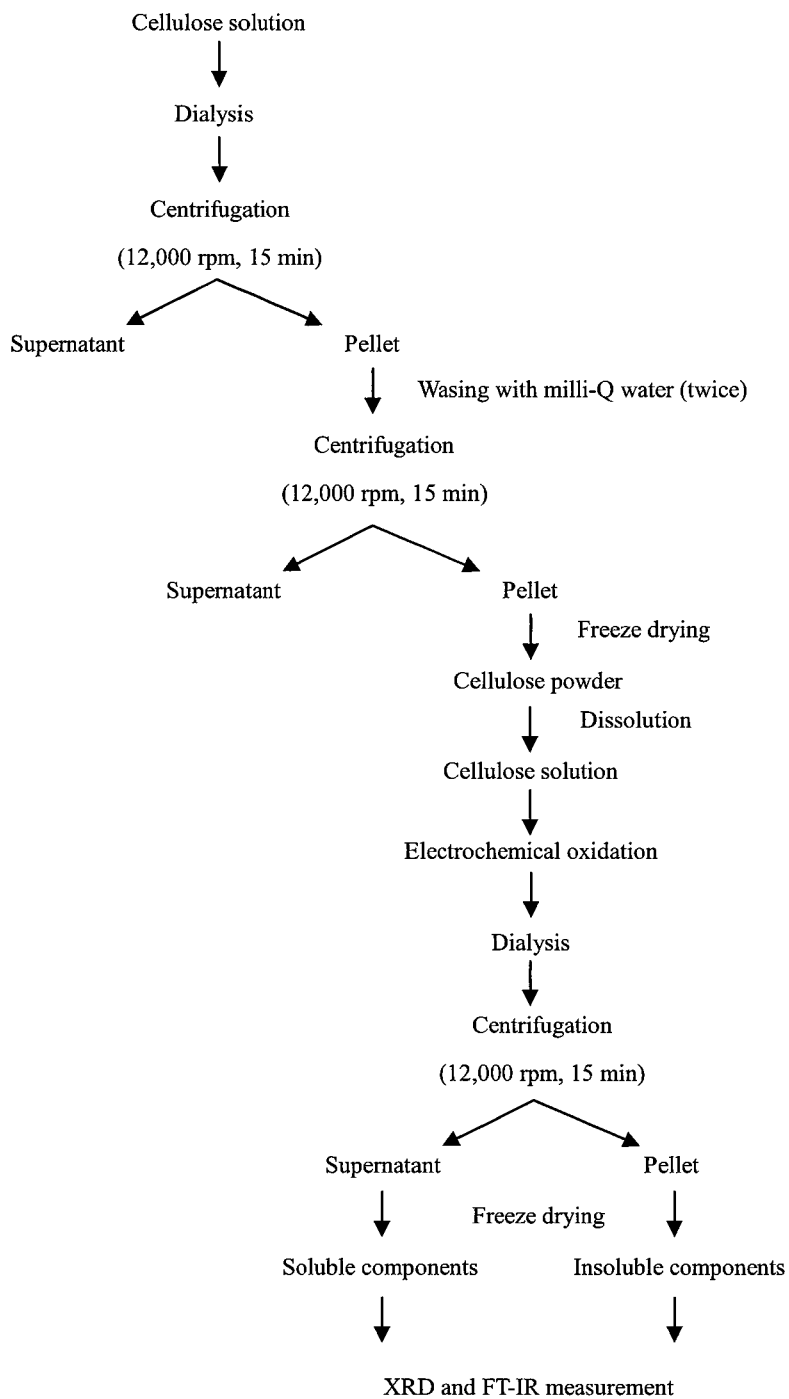 Cellulose solution
Dialysis
Centrifugation
(12,000 rpm, 15 min)
Supernatant
Pellet
Wasing with milli-Q water (twice)
Centrifugation
(12,000 rpm, 15 min)
Supernatant
Pellet
Freeze drying
Cellulose powder
Dissolution
Cellulose solution
Electrochemical oxidation
Dialysis
Centrifugation
(12,000 rpm, 15 min)
Supernatant
Pellet
Freeze drying
Soluble components
Insoluble components
XRD and FT-IR measurement